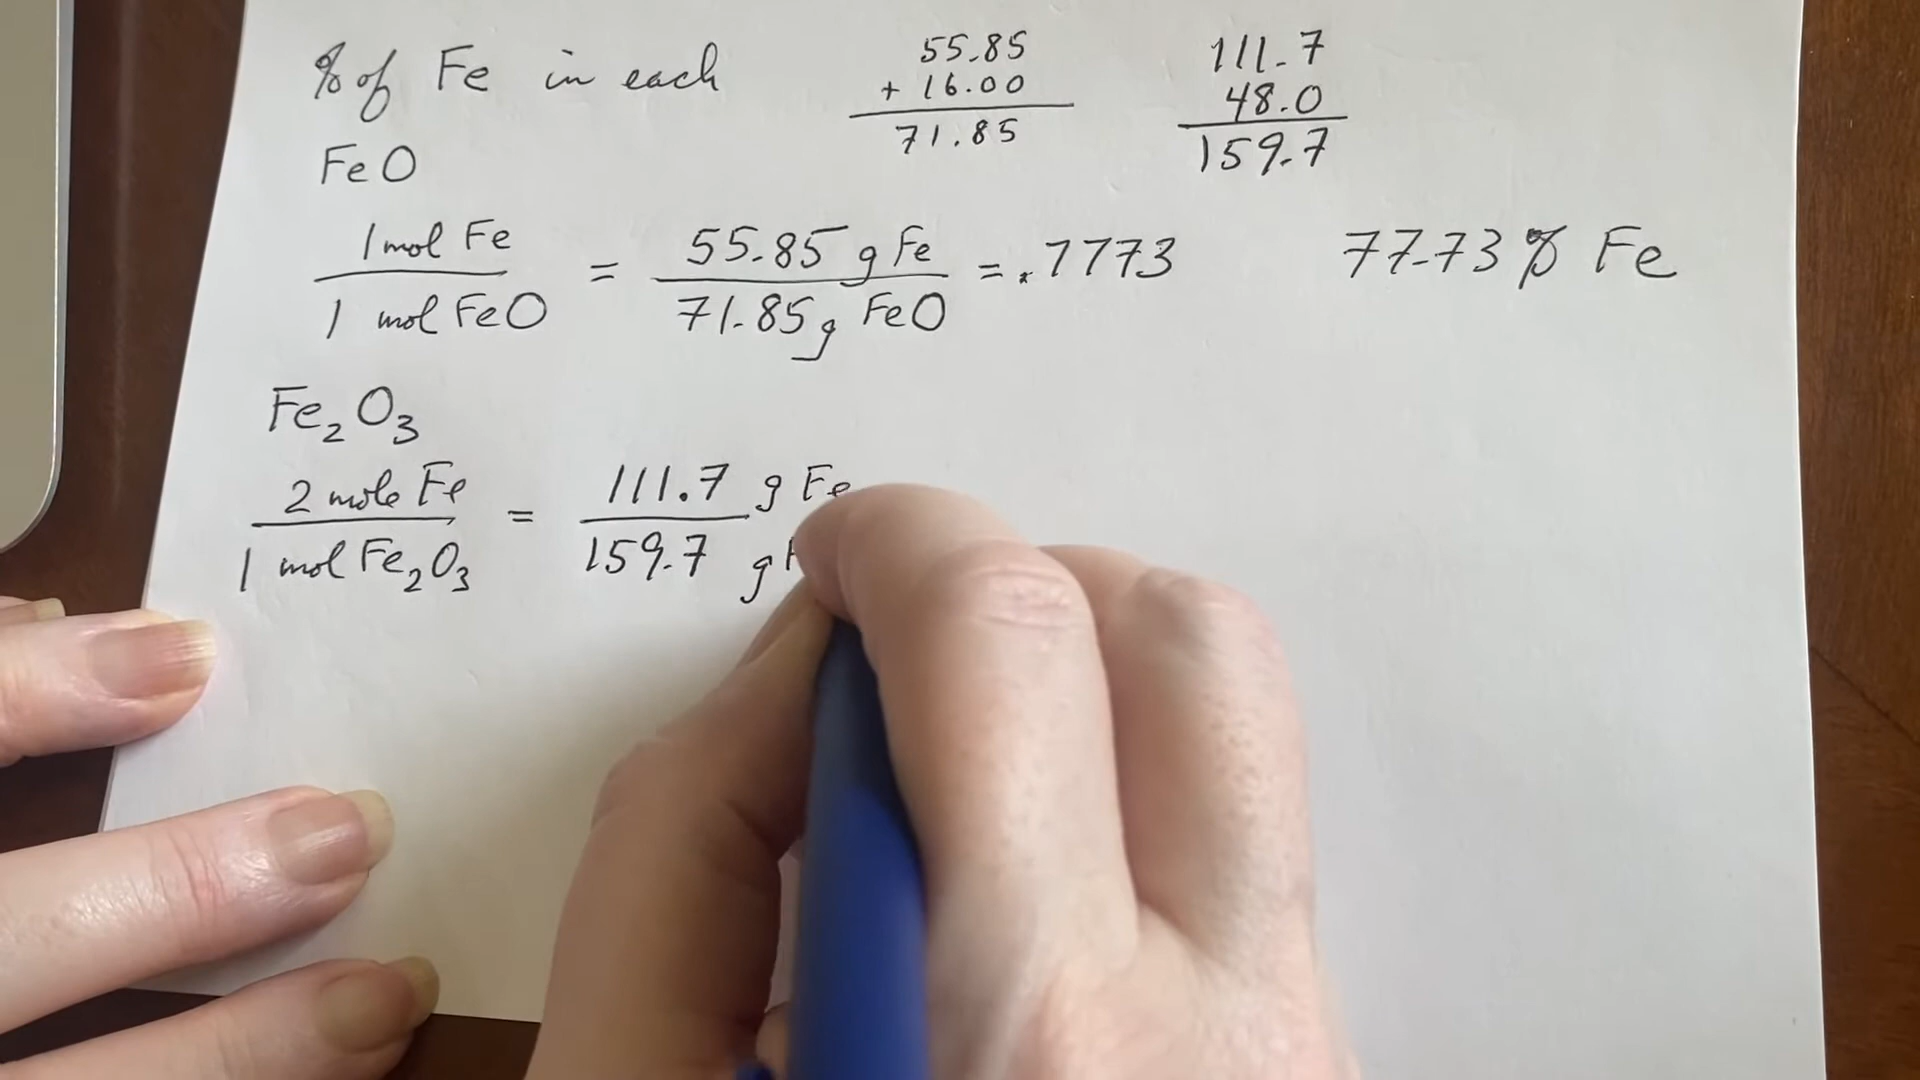 % of Fe in each
55.85
+ 16.00
71.85
111.7
48.0
159.7
FeO
1 mol Fe
1 mol FeO
=
55.85 g Fe
71.85 g FeO
= .7773
77.73 % Fe
Fe₂O₃
2 mole Fe
1 mol Fe₂O₃
=
111.7 g Fe
159.7 g